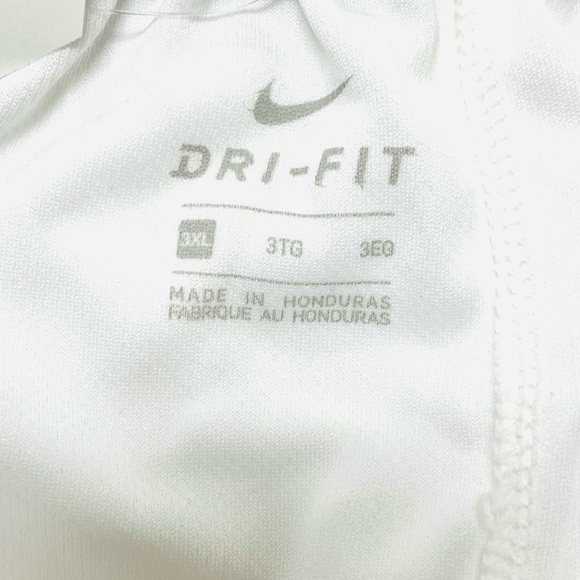 DRI-FIT
3XL 3TG 3EG
MADE IN HONDURAS
FABRIQUE AU HONDURAS